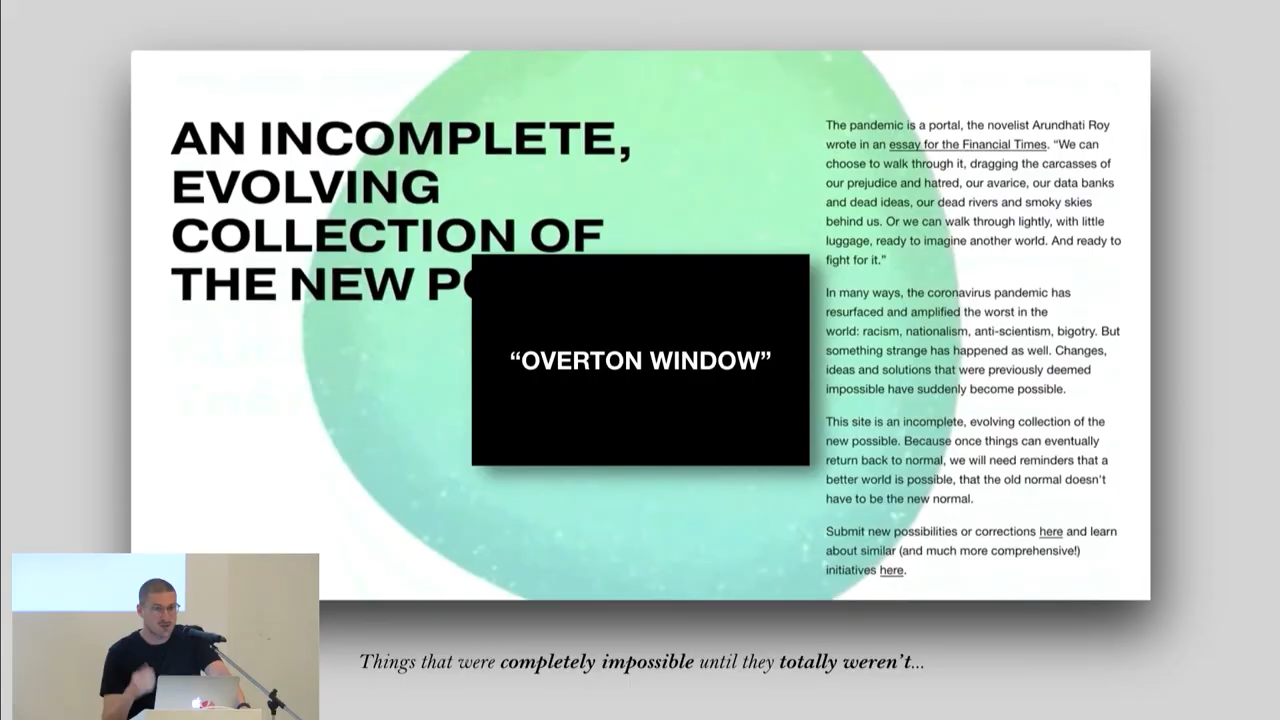 AN INCOMPLETE,
EVOLVING
COLLECTION OF
THE NEW
“OVERTON WINDOW”
The pandemic is a portal, the novelist Arundhati Roy
wrote in an essay for the Financial Times. “We can
choose to walk through it, dragging the carcasses of
our prejudice and hatred, our avarice, our data banks
and dead ideas, our dead rivers and smoky skies
behind us. Or we can walk through lightly, with little
luggage, ready to imagine another world. And ready to
fight for it.”
In many ways, the coronavirus pandemic has
resurfaced and amplified the worst in the
world: racism, nationalism, anti-scientism, bigotry. But
something strange has happened as well. Changes,
ideas and solutions that were previously deemed
impossible have suddenly become possible.
This site is an incomplete, evolving collection of the
new possible. Because once things can eventually
return back to normal, we will need reminders that a
better world is possible, that the old normal doesn't
have to be the new normal.
Submit new possibilities or corrections here and learn
about similar (and much more comprehensive!)
initiatives here.
Things that were completely impossible until they totally weren’t...